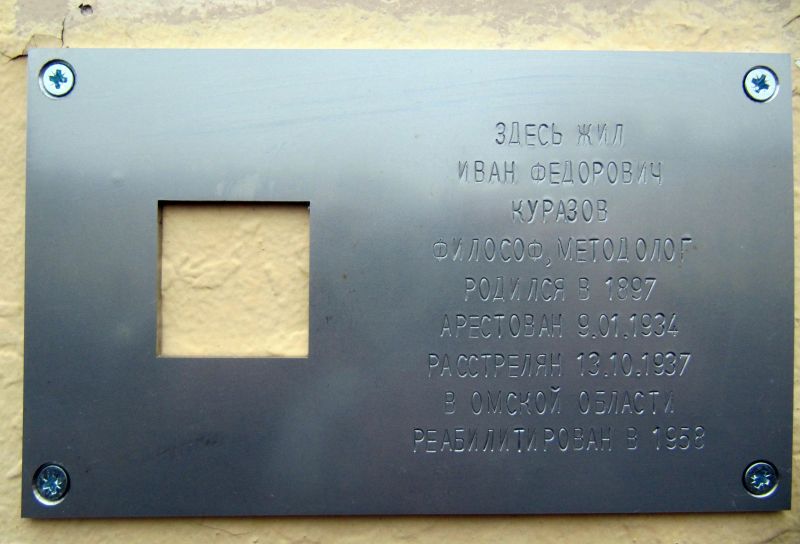 ЗДЕСЬ ЖИЛ
ИВАН ФЕДОРОВИЧ
КУРАЗОВ
ФИЛОСОФ, МЕТОДОЛОГ
РОДИЛСЯ В 1897
АРЕСТОВАН 9.01.1934
РАССТРЕЛЯН 13.10.1937
В ОМСКОЙ ОБЛАСТИ
РЕАБИЛИТИРОВАН В 1958